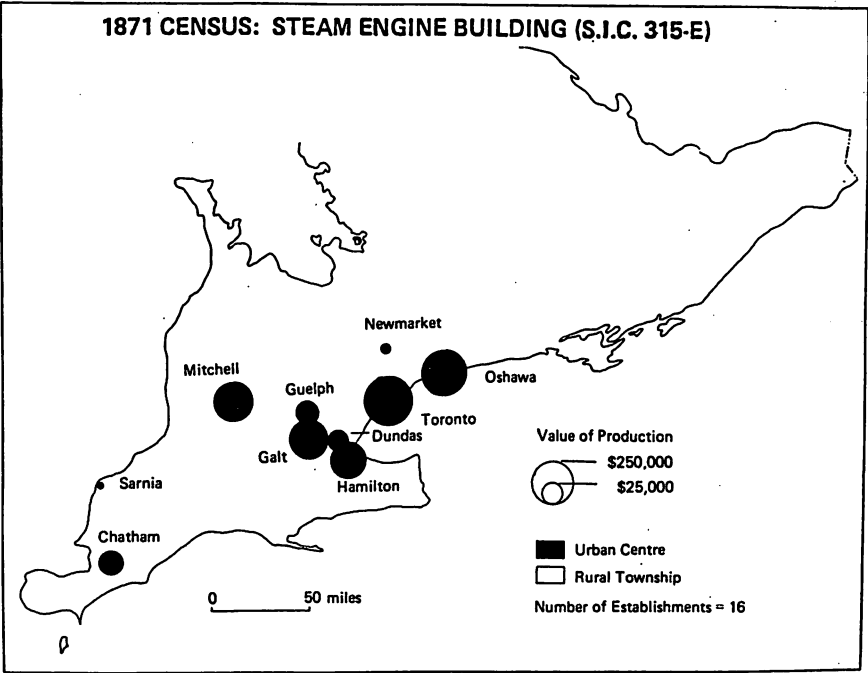 1871 CENSUS: STEAM ENGINE BUILDING (S.I.C. 315-E)
Newmarket
Mitchell
Guelph
Oshawa
Toronto
Dundas
Galt
Hamilton
Sarnia
Chatham
Value of Production
$250,000
$25,000
Urban Centre
Rural Township
Number of Establishments = 16
0 50 miles